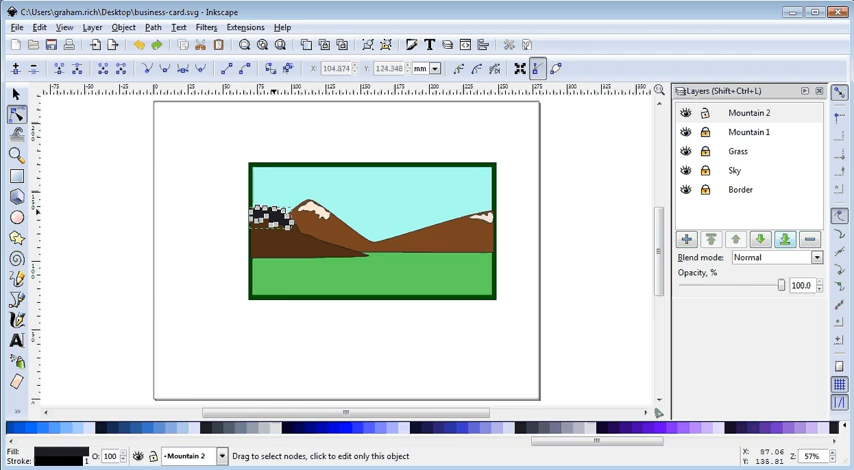 C:\Users\graham.rich\Desktop\business-card.svg - Inkscape
File Edit View Layer Object Path Text Filters Extensions Help
X: 104.874 Y: 124.348 mm
Layers (Shift+Ctrl+L)
Mountain 2
Mountain 1
Grass
Sky
Border
Blend mode: Normal
Opacity, %
100.0
Fill:
Stroke: 1
O: 100
•Mountain 2
Drag to select nodes, click to edit only this object
X: 87.06
Y: 135.81
Z: 57%